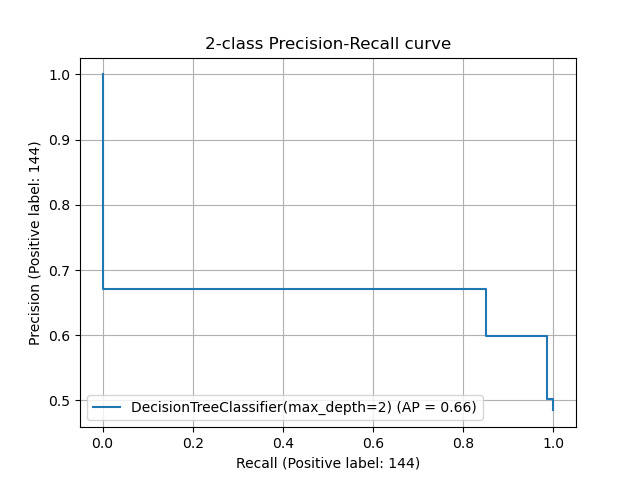 2-class Precision-Recall curve
1.0
0.9
0.8
0.7
0.6
0.5
Precision (Positive label: 144)
DecisionTreeClassifier(max_depth=2) (AP = 0.66)
0.0 0.2 0.4 0.6 0.8 1.0
Recall (Positive label: 144)